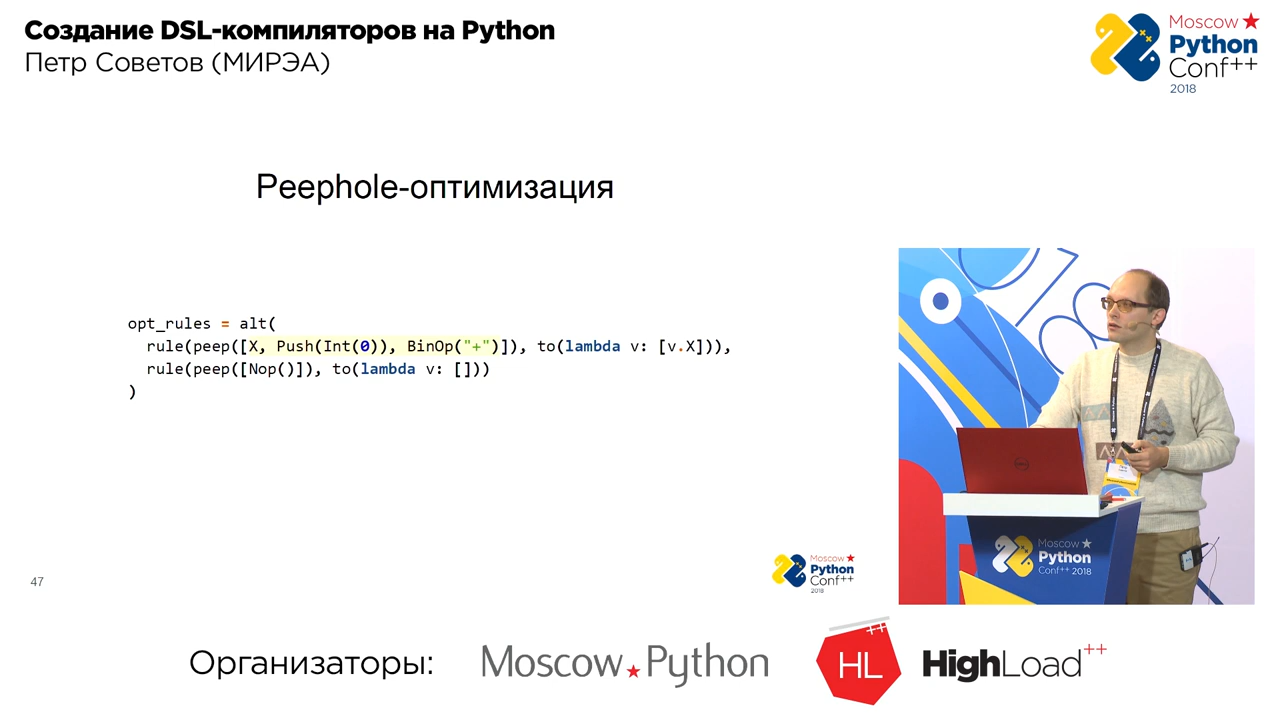 Создание DSL-компиляторов на Python
Петр Советов (МИРЭА)
Moscow
Python
Conf++
2018
Peephole-оптимизация
opt_rules = alt(
rule(peep([X, Push(Int(0)), BinOp("+")]), to(lambda v: [v.X])),
rule(peep([Nop()]), to(lambda v: []))
)
Moscow
Python
Conf++
2018
47
Moscow
Python
Conf++ 2018
Организаторы:
Moscow Python
HL++
HighLoad++